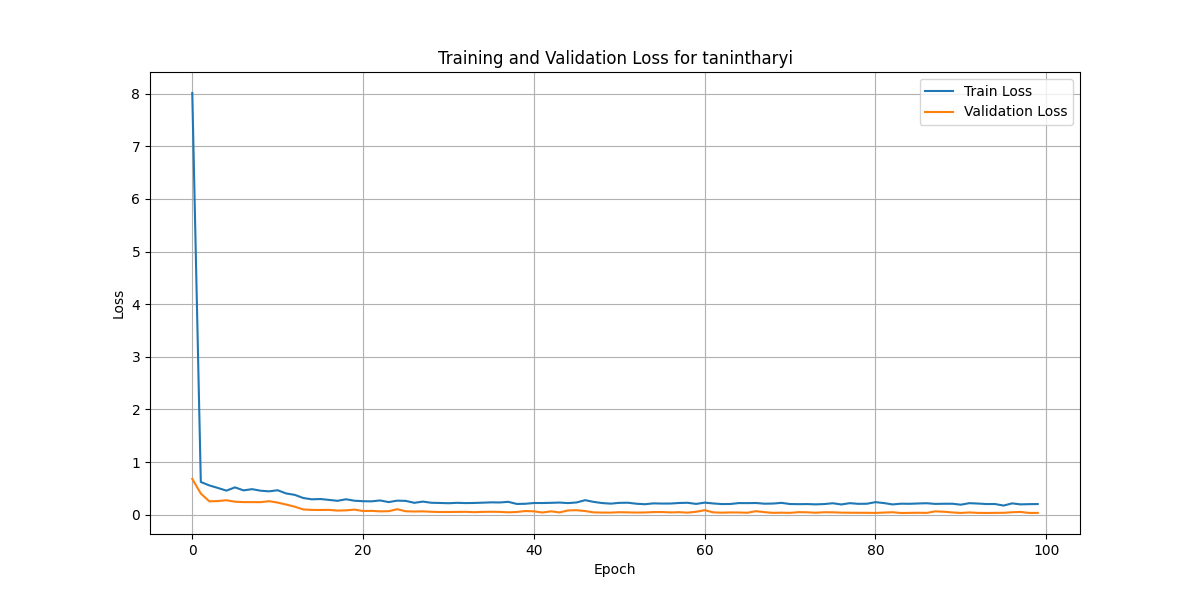 Training and Validation Loss for tanintharyi
Train Loss
Validation Loss
8
7
6
5
4
3
2
1
0
Loss
0 20 40 60 80 100
Epoch